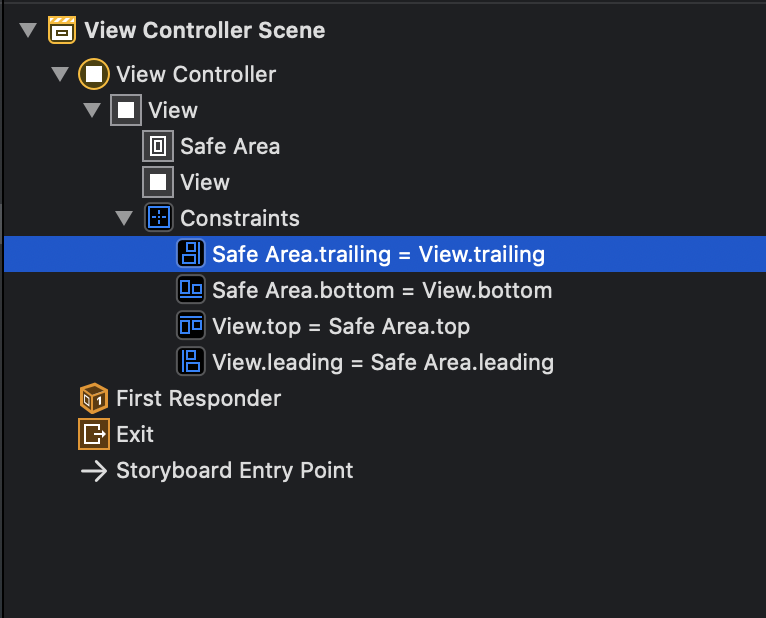 View Controller Scene
View Controller
View
Safe Area
View
Constraints
Safe Area.trailing = View.trailing
Safe Area.bottom = View.bottom
View.top = Safe Area.top
View.leading = Safe Area.leading
First Responder
Exit
Storyboard Entry Point